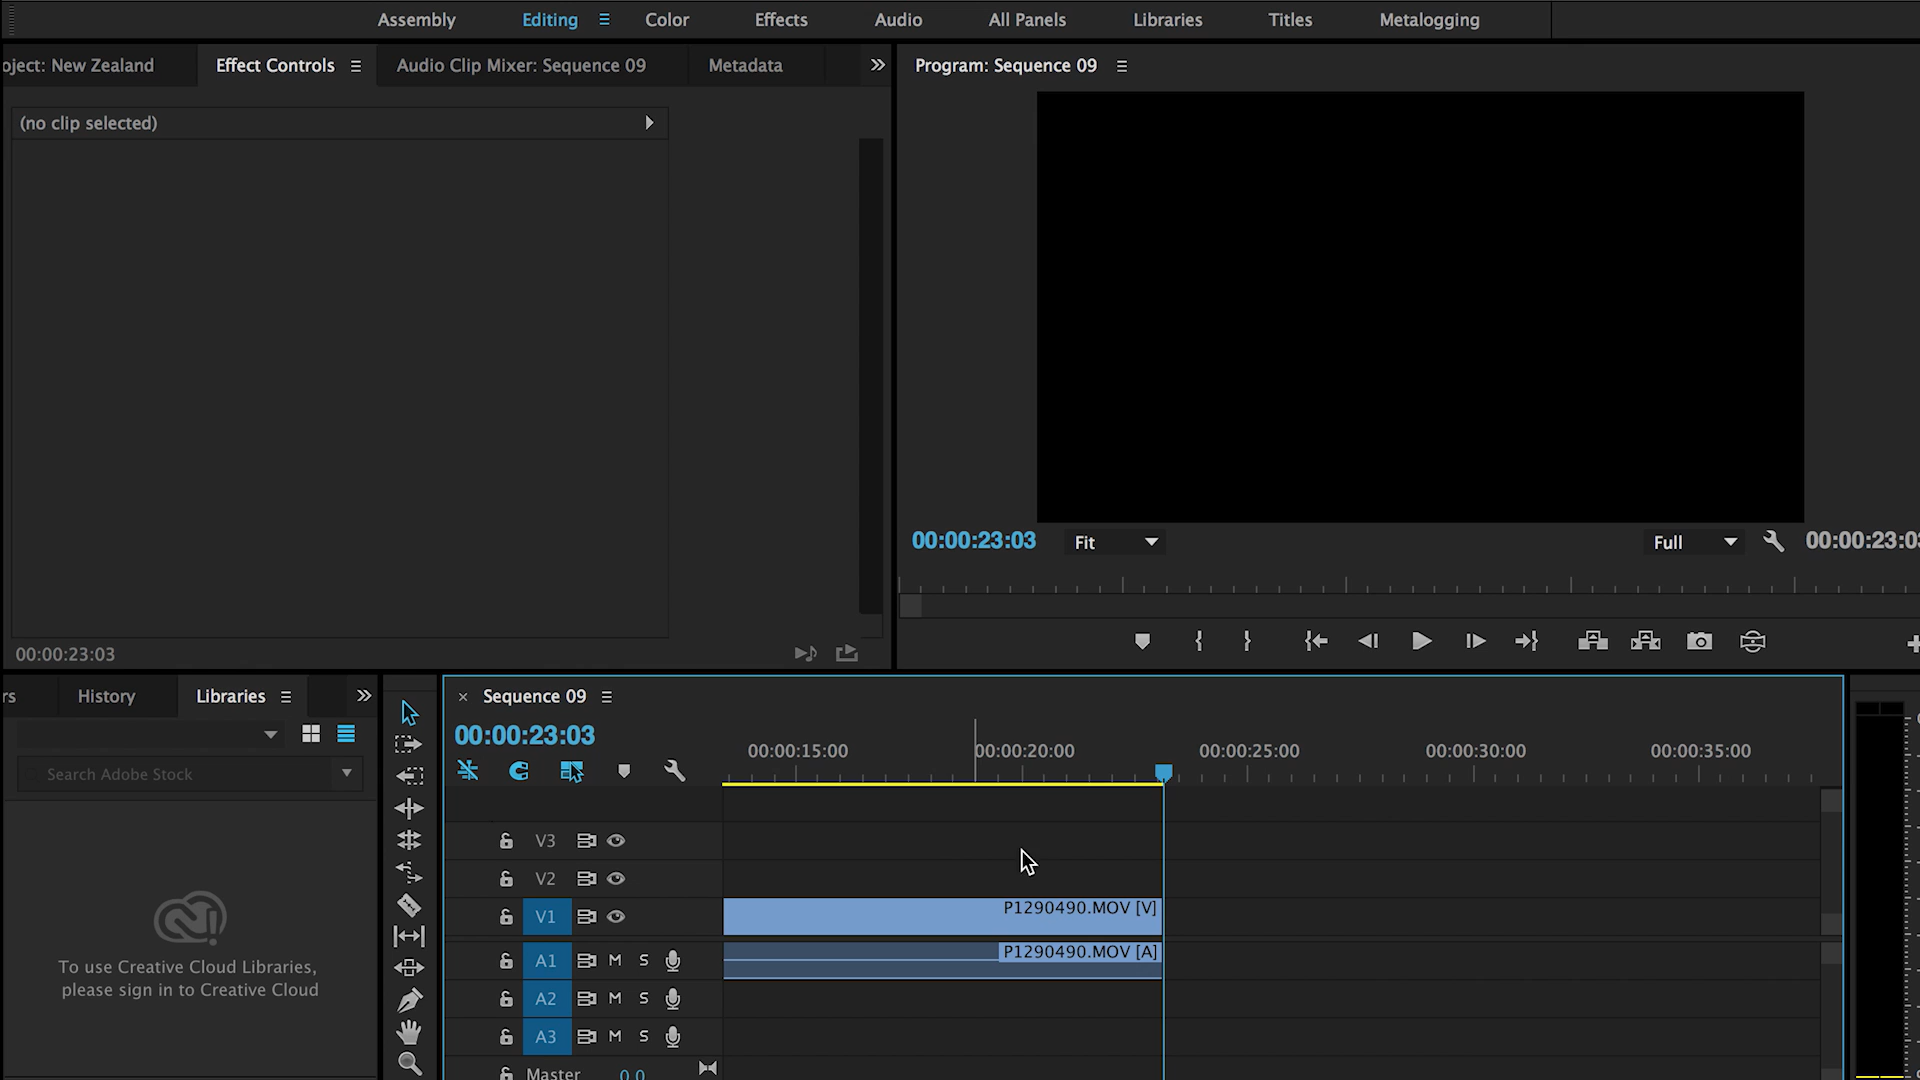 Assembly Editing Color Effects Audio All Panels Libraries Titles Metalogging
oject: New Zealand Effect Controls Audio Clip Mixer: Sequence 09 Metadata
Program: Sequence 09
(no clip selected)
00:00:23:03 Fit Full 00:00:23:03
00:00:23:03
rs History Libraries
Sequence 09
00:00:23:03
00:00:15:00 00:00:20:00 00:00:25:00 00:00:30:00 00:00:35:00
Search Adobe Stock
V3
V2
V1 P1290490.MOV [V]
A1 M S P1290490.MOV [A]
To use Creative Cloud Libraries,
please sign in to Creative Cloud
A2 M S
A3 M S
Master 0.0